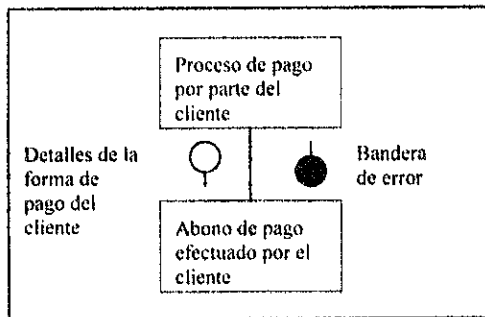 Proceso de pago
por parte del
cliente
Detalles de la
forma de
pago del
cliente
Bandera
de error
Abono de pago
efectuado por el
cliente